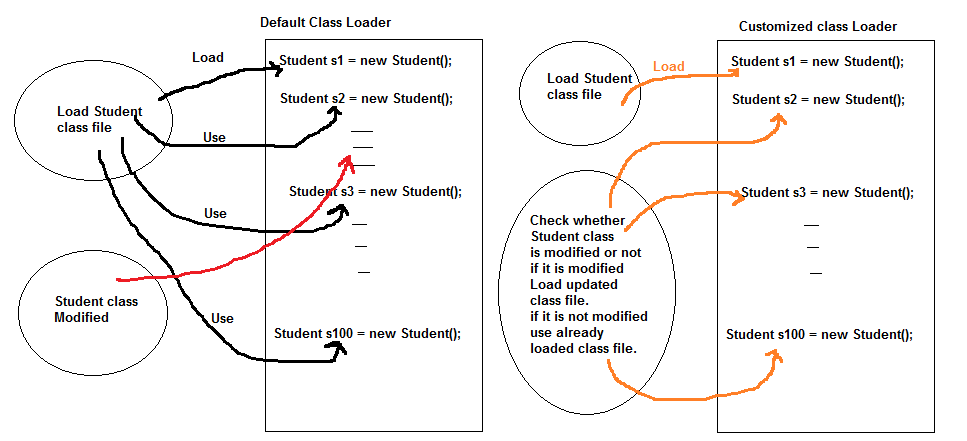 Default Class Loader
Load
Student s1 = new Student();
Student s2 = new Student();
Load Student
class file
Use
Student s3 = new Student();
Use
Student class
Modified
Use
Student s100 = new Student();
Customized class Loader
Load Student
class file
Load
Student s1 = new Student();
Student s2 = new Student();
Student s3 = new Student();
Check whether
Student class
is modified or not
if it is modified
Load updated
class file.
if it is not modified
use already
loaded class file.
Student s100 = new Student();